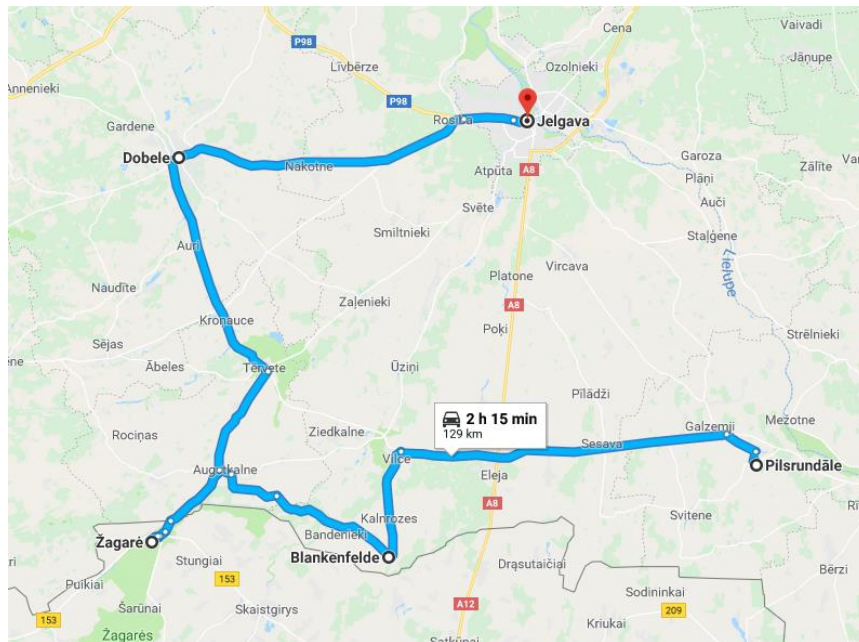 Cena
Vaivadi
P98
Līvbērze
Ozolnieki
Jānupe
Annenieki
P98
Gardene
Jelgava
Dobele
Nākotne
Atpūta
A8
Garoza
Plāni
Zālīte
Svēte
Auči
Auri
Smiltnieki
Staļģene
Vircava
Lielupe
Naudīte
Platone
Zaļenieki
A8
Kronauce
Poķi
Strēlnieki
Sējas
Ābeles
Tērvete
Ūziņi
Pīlādži
2 h 15 min
129 km
Mežotne
Rociņas
Ziedkalne
Galzemji
Sesava
Vilce
Augstkalne
Eleja
Pilsrundāle
A8
Kalnrozes
Svitene
Žagarė
Bandenieki
Stungiai
Blankenfelde
Drąsutaičiai
Bērzi
Puikiai
153
Šarūnai
Sodininkai
153
Skaistgirys
A12
209
Žagarės
Kriukai